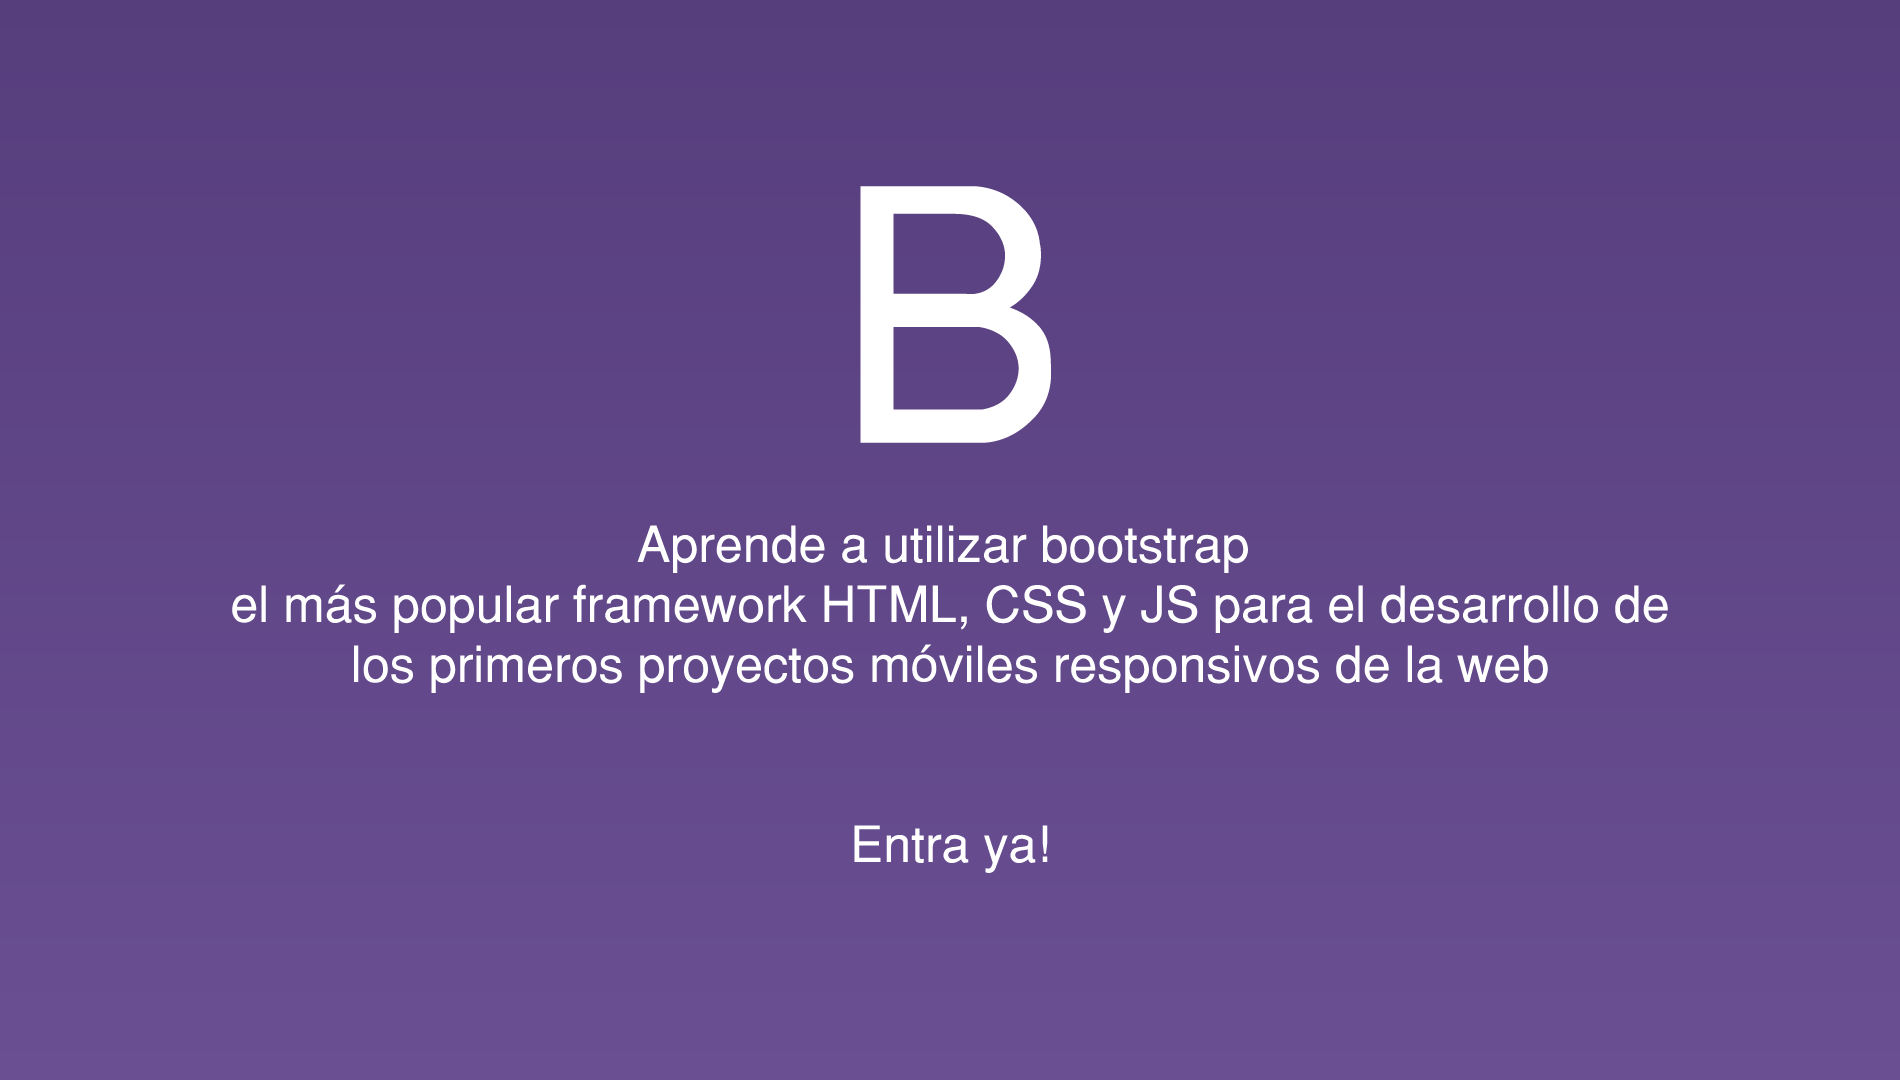 B
Aprende a utilizar bootstrap
el más popular framework HTML, CSS y JS para el desarrollo de
los primeros proyectos móviles responsivos de la web
Entra ya!